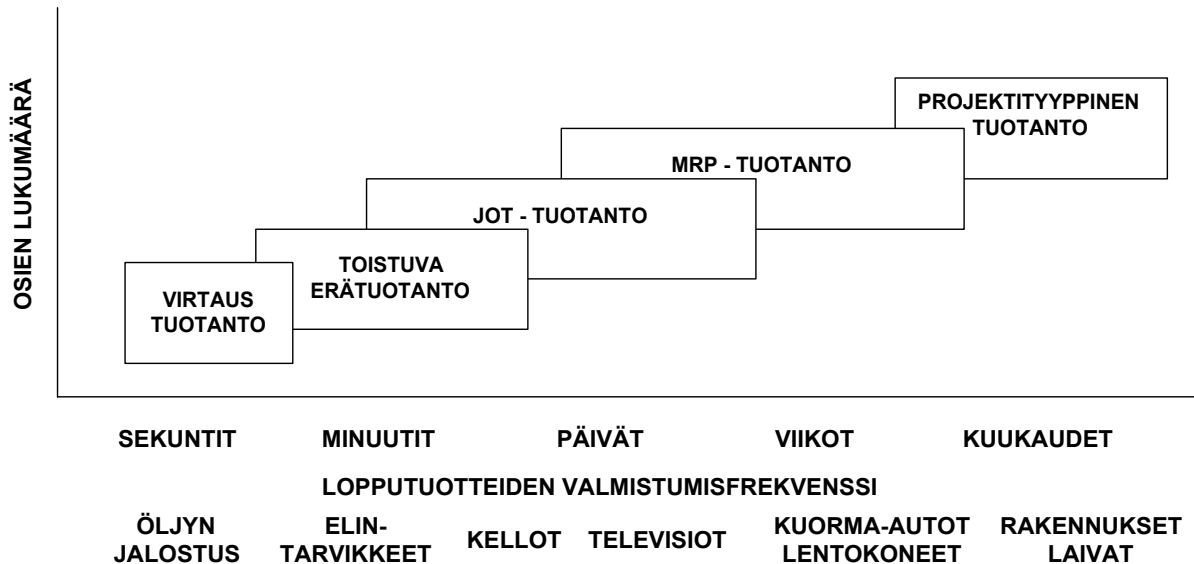 OSIEN LUKUMÄÄRÄ
PROJEKTITYYPPINEN
TUOTANTO
MRP - TUOTANTO
JOT - TUOTANTO
TOISTUVA
ERÄTUOTANTO
VIRTAUS
TUOTANTO
SEKUNTIT MINUUTIT PÄIVÄT VIIKOT KUUKAUDET
LOPPUTUOTTEIDEN VALMISTUMISFREKVENSSI
ÖLJYN
JALOSTUS
ELIN-
TARVIKKEET
KELLOT
TELEVISIOT
KUORMA-AUTOT
LENTOKONEET
RAKENNUKSET
LAIVAT